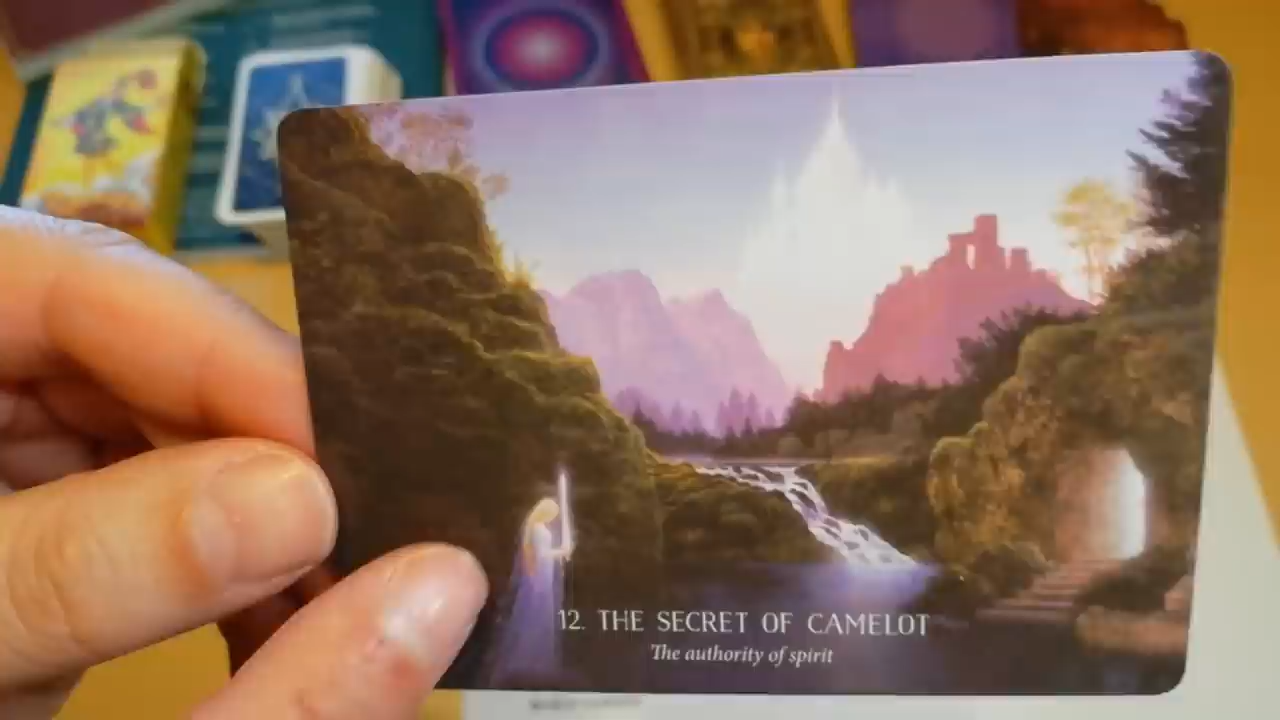 12. THE SECRET OF CAMELOT
The authority of spirit